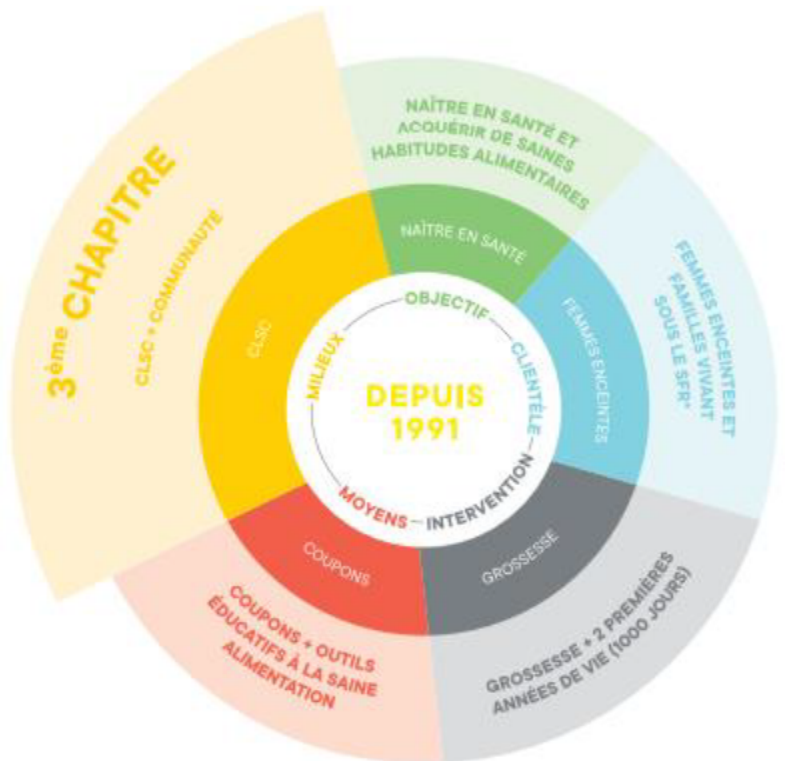 3ème CHAPITRE
CLSC + COMMUNAUTÉ
CLSC
NAÎTRE EN SANTÉ ET
ACQUÉRIR DE SAINES
HABITUDES ALIMENTAIRES
NAÎTRE EN SANTÉ
FEMMES ENCEINTES ET
FAMILLES VIVANT
SOUS LE SFR*
FEMMES ENCEINTES
GROSSESSE + 2 PREMIÈRES
ANNÉES DE VIE (1000 JOURS)
GROSSESSE
COUPONS + OUTILS
ÉDUCATIFS À LA SAINE
ALIMENTATION
COUPONS
MILIEUX
OBJECTIF
CLIENTÈLE
INTERVENTION
MOYENS
DEPUIS
1991